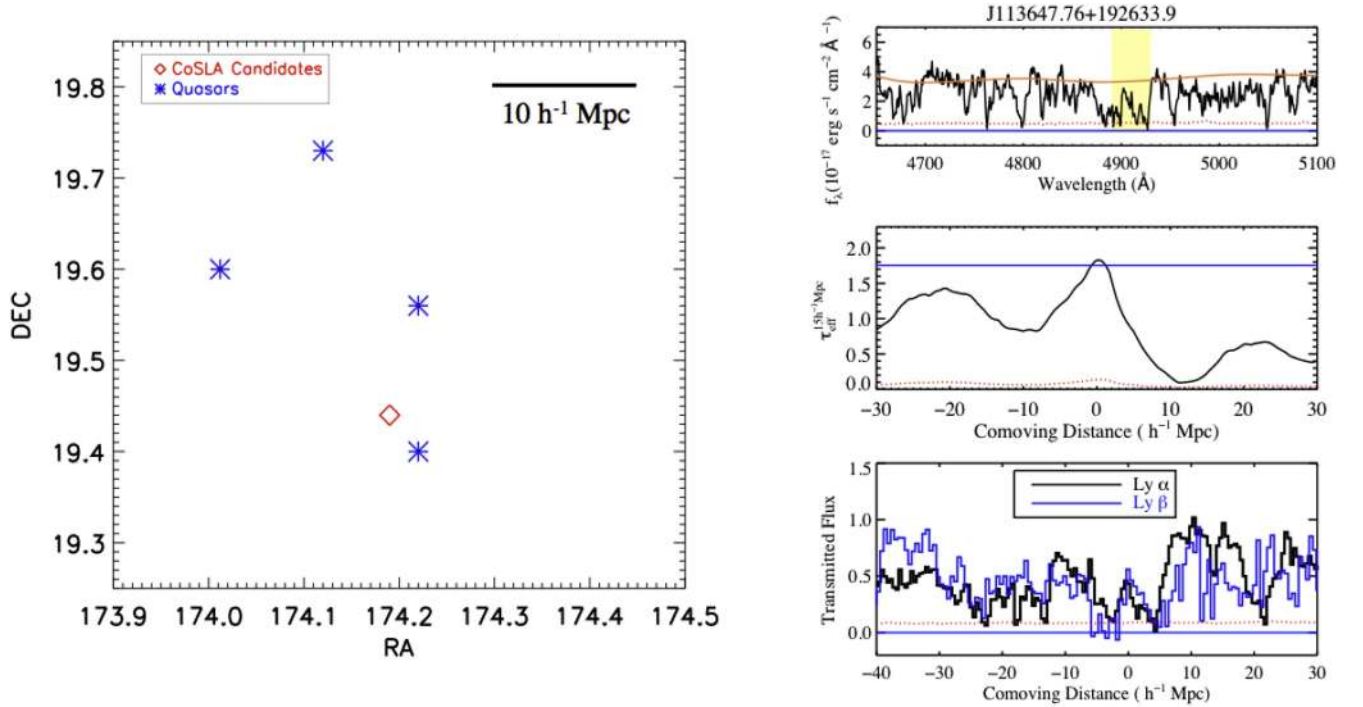 CoSLA Candidates
Quasars
10 h-1 Mpc
19.8
19.7
19.6
19.5
19.4
19.3
DEC
173.9 174.0 174.1 174.2 174.3 174.4 174.5
RA
J113647.76+192633.9
6
4
2
0
fλ(10-17 erg s-1 cm-2 Å-1)
4700 4800 4900 5000 5100
Wavelength (Å)
2.0
1.5
1.0
0.5
0.0
τeff15h-1Mpc
-30 -20 -10 0 10 20 30
Comoving Distance ( h-1 Mpc)
1.5
1.0
0.5
0.0
Transmitted Flux
Ly α
Ly β
-40 -30 -20 -10 0 10 20 30
Comoving Distance ( h-1 Mpc)